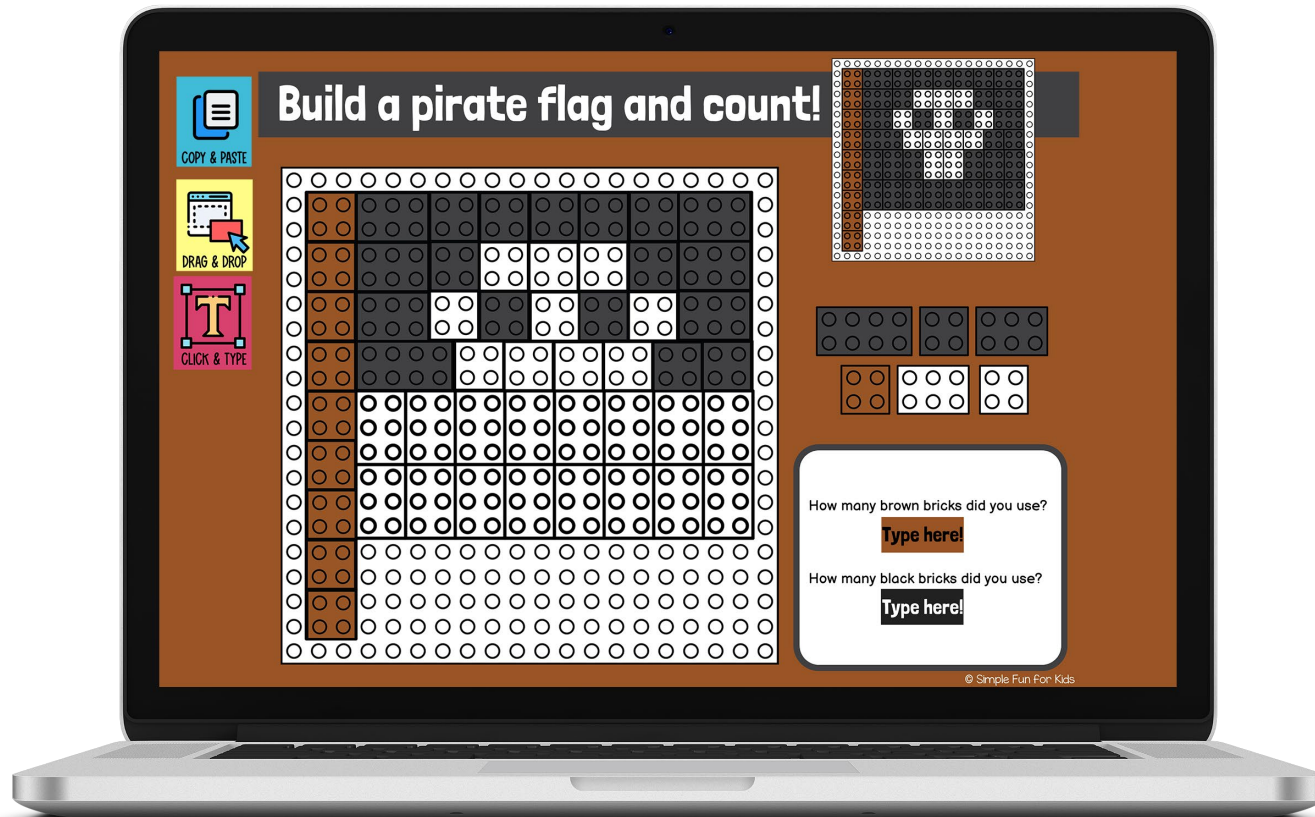 Build a pirate flag and count!
COPY & PASTE
DRAG & DROP
T
CLICK & TYPE
How many brown bricks did you use?
Type here!
How many black bricks did you use?
Type here!
© Simple Fun For Kids